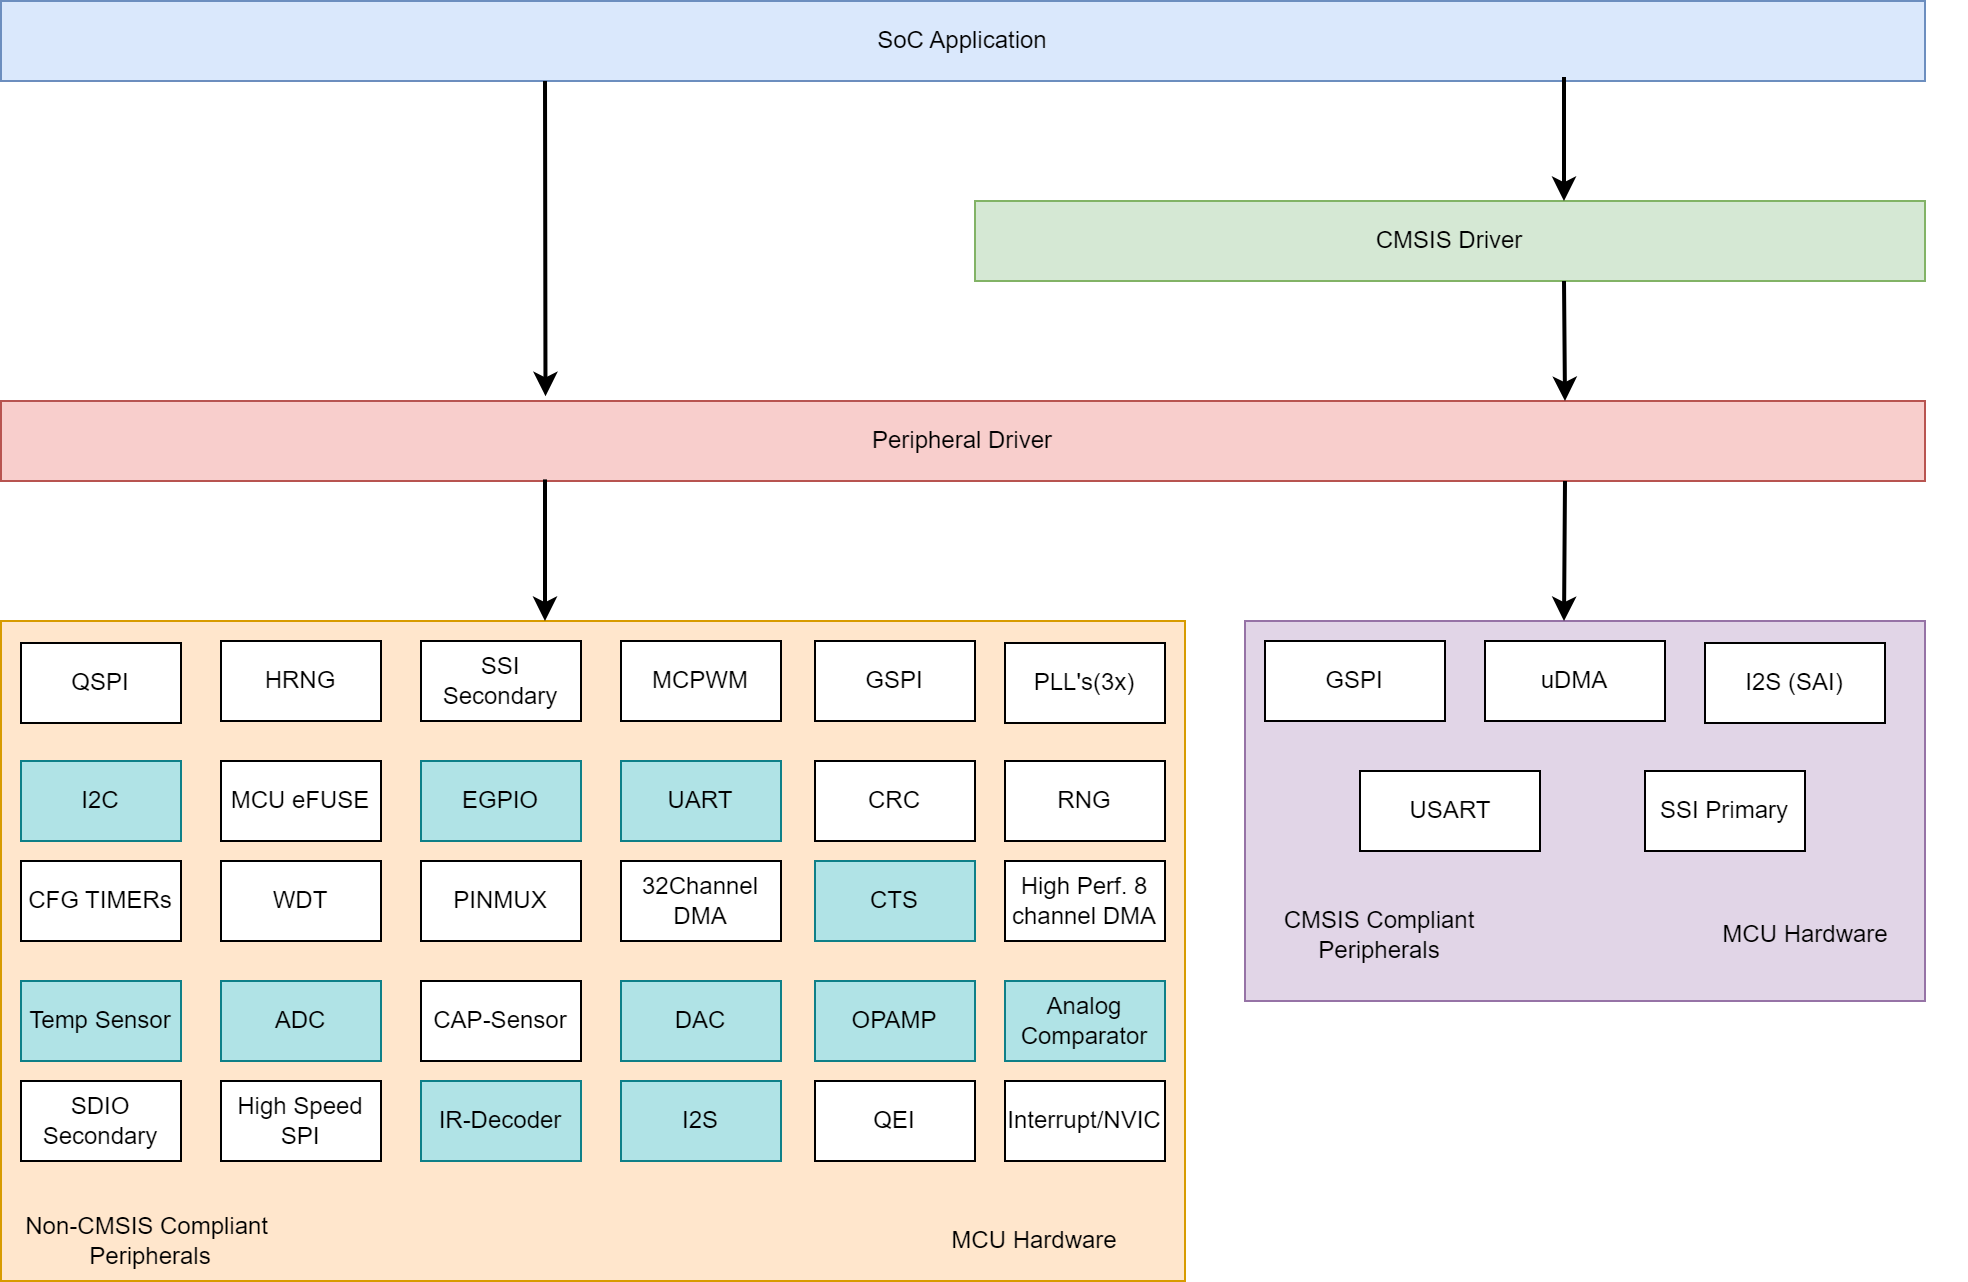 SoC Application
CMSIS Driver
Peripheral Driver
QSPI
HRNG
SSI
Secondary
MCPWM
GSPI
PLL's(3x)
I2C
MCU eFUSE
EGPIO
UART
CRC
RNG
CFG TIMERs
WDT
PINMUX
32Channel
DMA
CTS
High Perf. 8
channel DMA
Temp Sensor
ADC
CAP-Sensor
DAC
OPAMP
Analog
Comparator
SDIO
Secondary
High Speed
SPI
IR-Decoder
I2S
QEI
Interrupt/NVIC
Non-CMSIS Compliant
Peripherals
MCU Hardware
GSPI
uDMA
I2S (SAI)
USART
SSI Primary
CMSIS Compliant
Peripherals
MCU Hardware